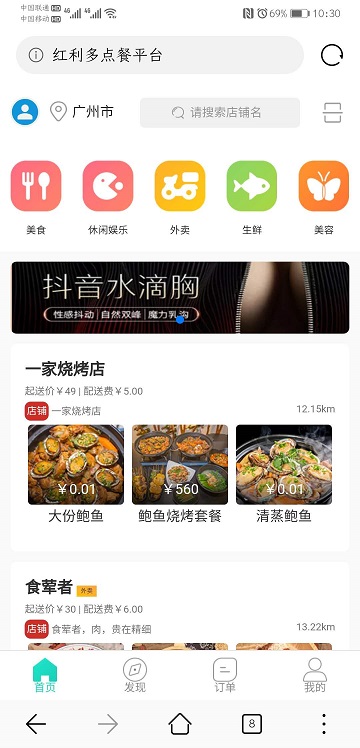 中国联通 HD 4G 4G 69% 10:30
中国移动 HD
红利多点餐平台
广州市 请搜索店铺名
美食 休闲娱乐 外卖 生鲜 美容
抖音水滴胸
性感抖动 自然双峰 魔力乳沟
一家烧烤店
起送价￥49 | 配送费￥5.00
店铺 一家烧烤店 12.15km
￥0.01 ￥560 ￥0.01
大份鲍鱼 鲍鱼烧烤套餐 清蒸鲍鱼
食荤者 外卖
起送价￥30 | 配送费￥6.00
店铺 食荤者，肉，贵在精细 13.22km
首页 发现 订单 我的
8